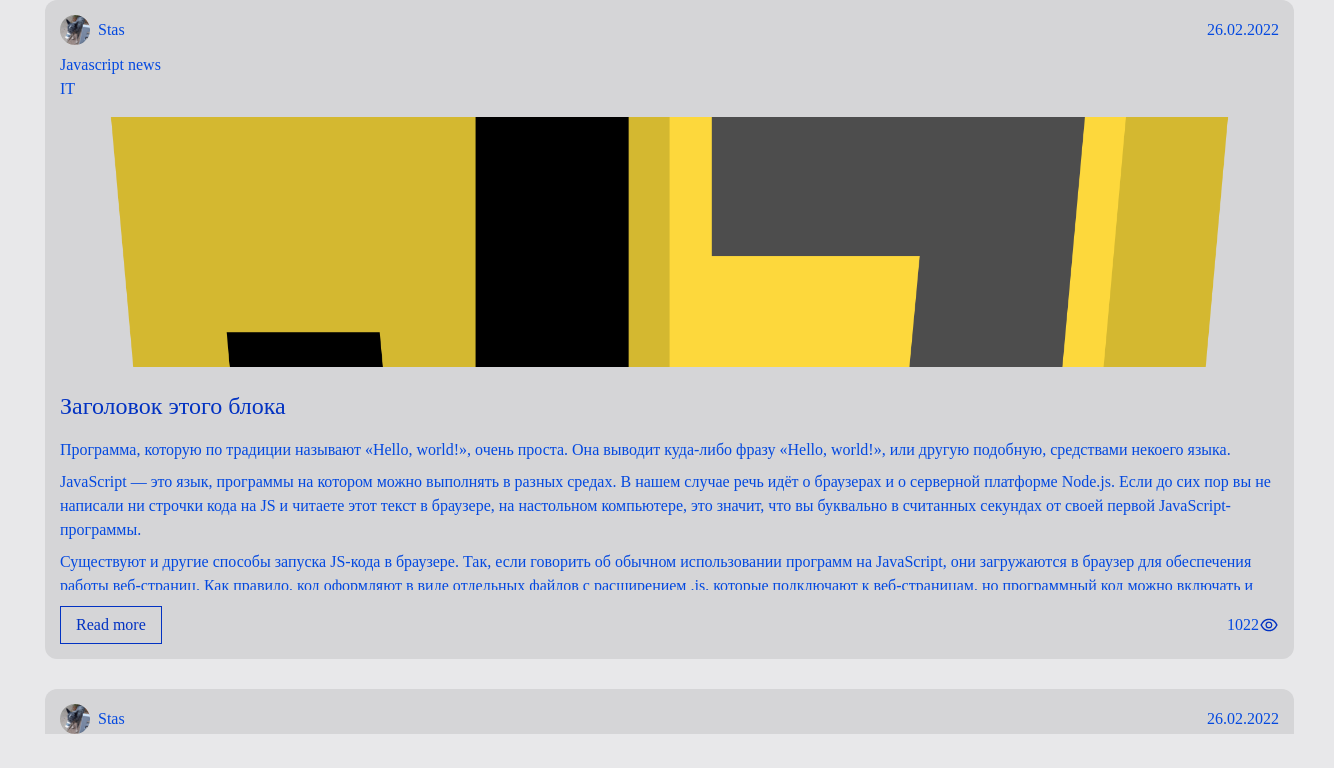 Stas
26.02.2022
Javascript news
IT
Заголовок этого блока
Программа, которую по традиции называют «Hello, world!», очень проста. Она выводит куда-либо фразу «Hello, world!», или другую подобную, средствами некоего языка.
JavaScript — это язык, программы на котором можно выполнять в разных средах. В нашем случае речь идёт о браузерах и о серверной платформе Node.js. Если до сих пор вы не
написали ни строчки кода на JS и читаете этот текст в браузере, на настольном компьютере, это значит, что вы буквально в считанных секундах от своей первой JavaScript-
программы.
Существуют и другие способы запуска JS-кода в браузере. Так, если говорить об обычном использовании программ на JavaScript, они загружаются в браузер для обеспечения
работы веб-страниц. Как правило, код оформляют в виде отдельных файлов с расширением .js, которые подключают к веб-страницам, но программный код можно включать и
Read more
1022
Stas
26.02.2022